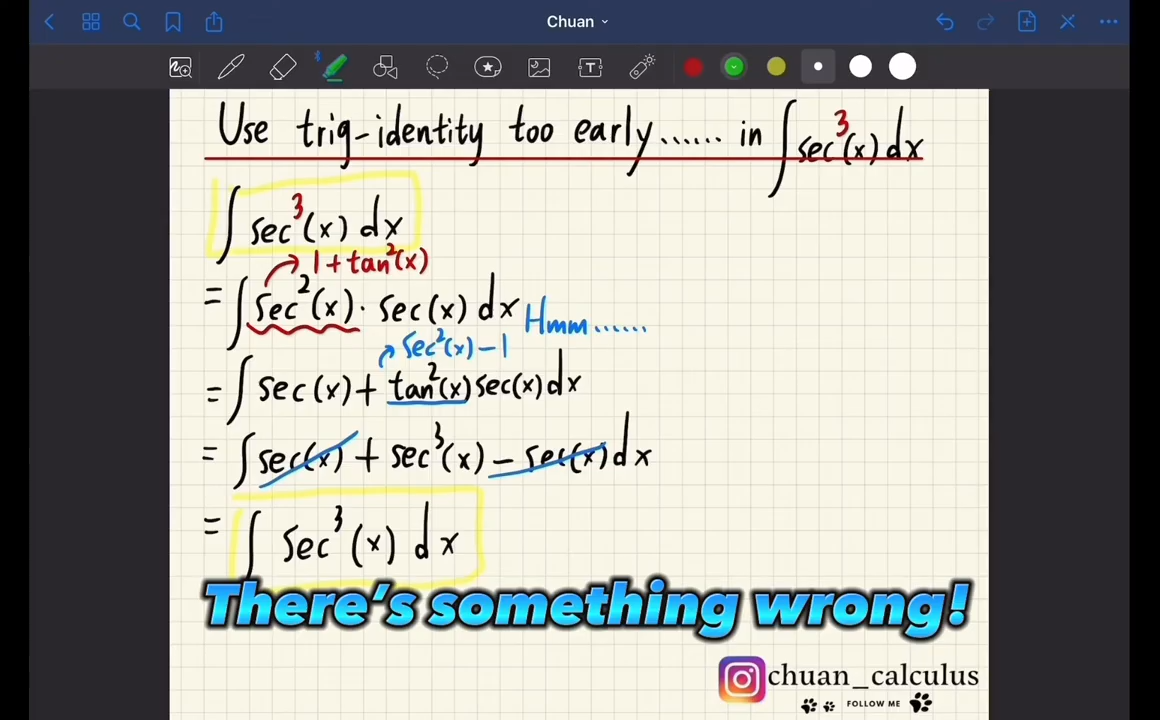 Chuan
Use trig-identity too early...... in ∫ sec³(x) dx
∫ sec³(x) dx
1 + tan²(x)
= ∫ sec²(x) · sec(x) dx Hmm......
sec²(x) − 1
= ∫ sec(x) + tan²(x) sec(x) dx
= ∫ sec(x) + sec³(x) − sec(x) dx
= ∫ sec³(x) dx
There's something wrong!
chuan_calculus
FOLLOW ME